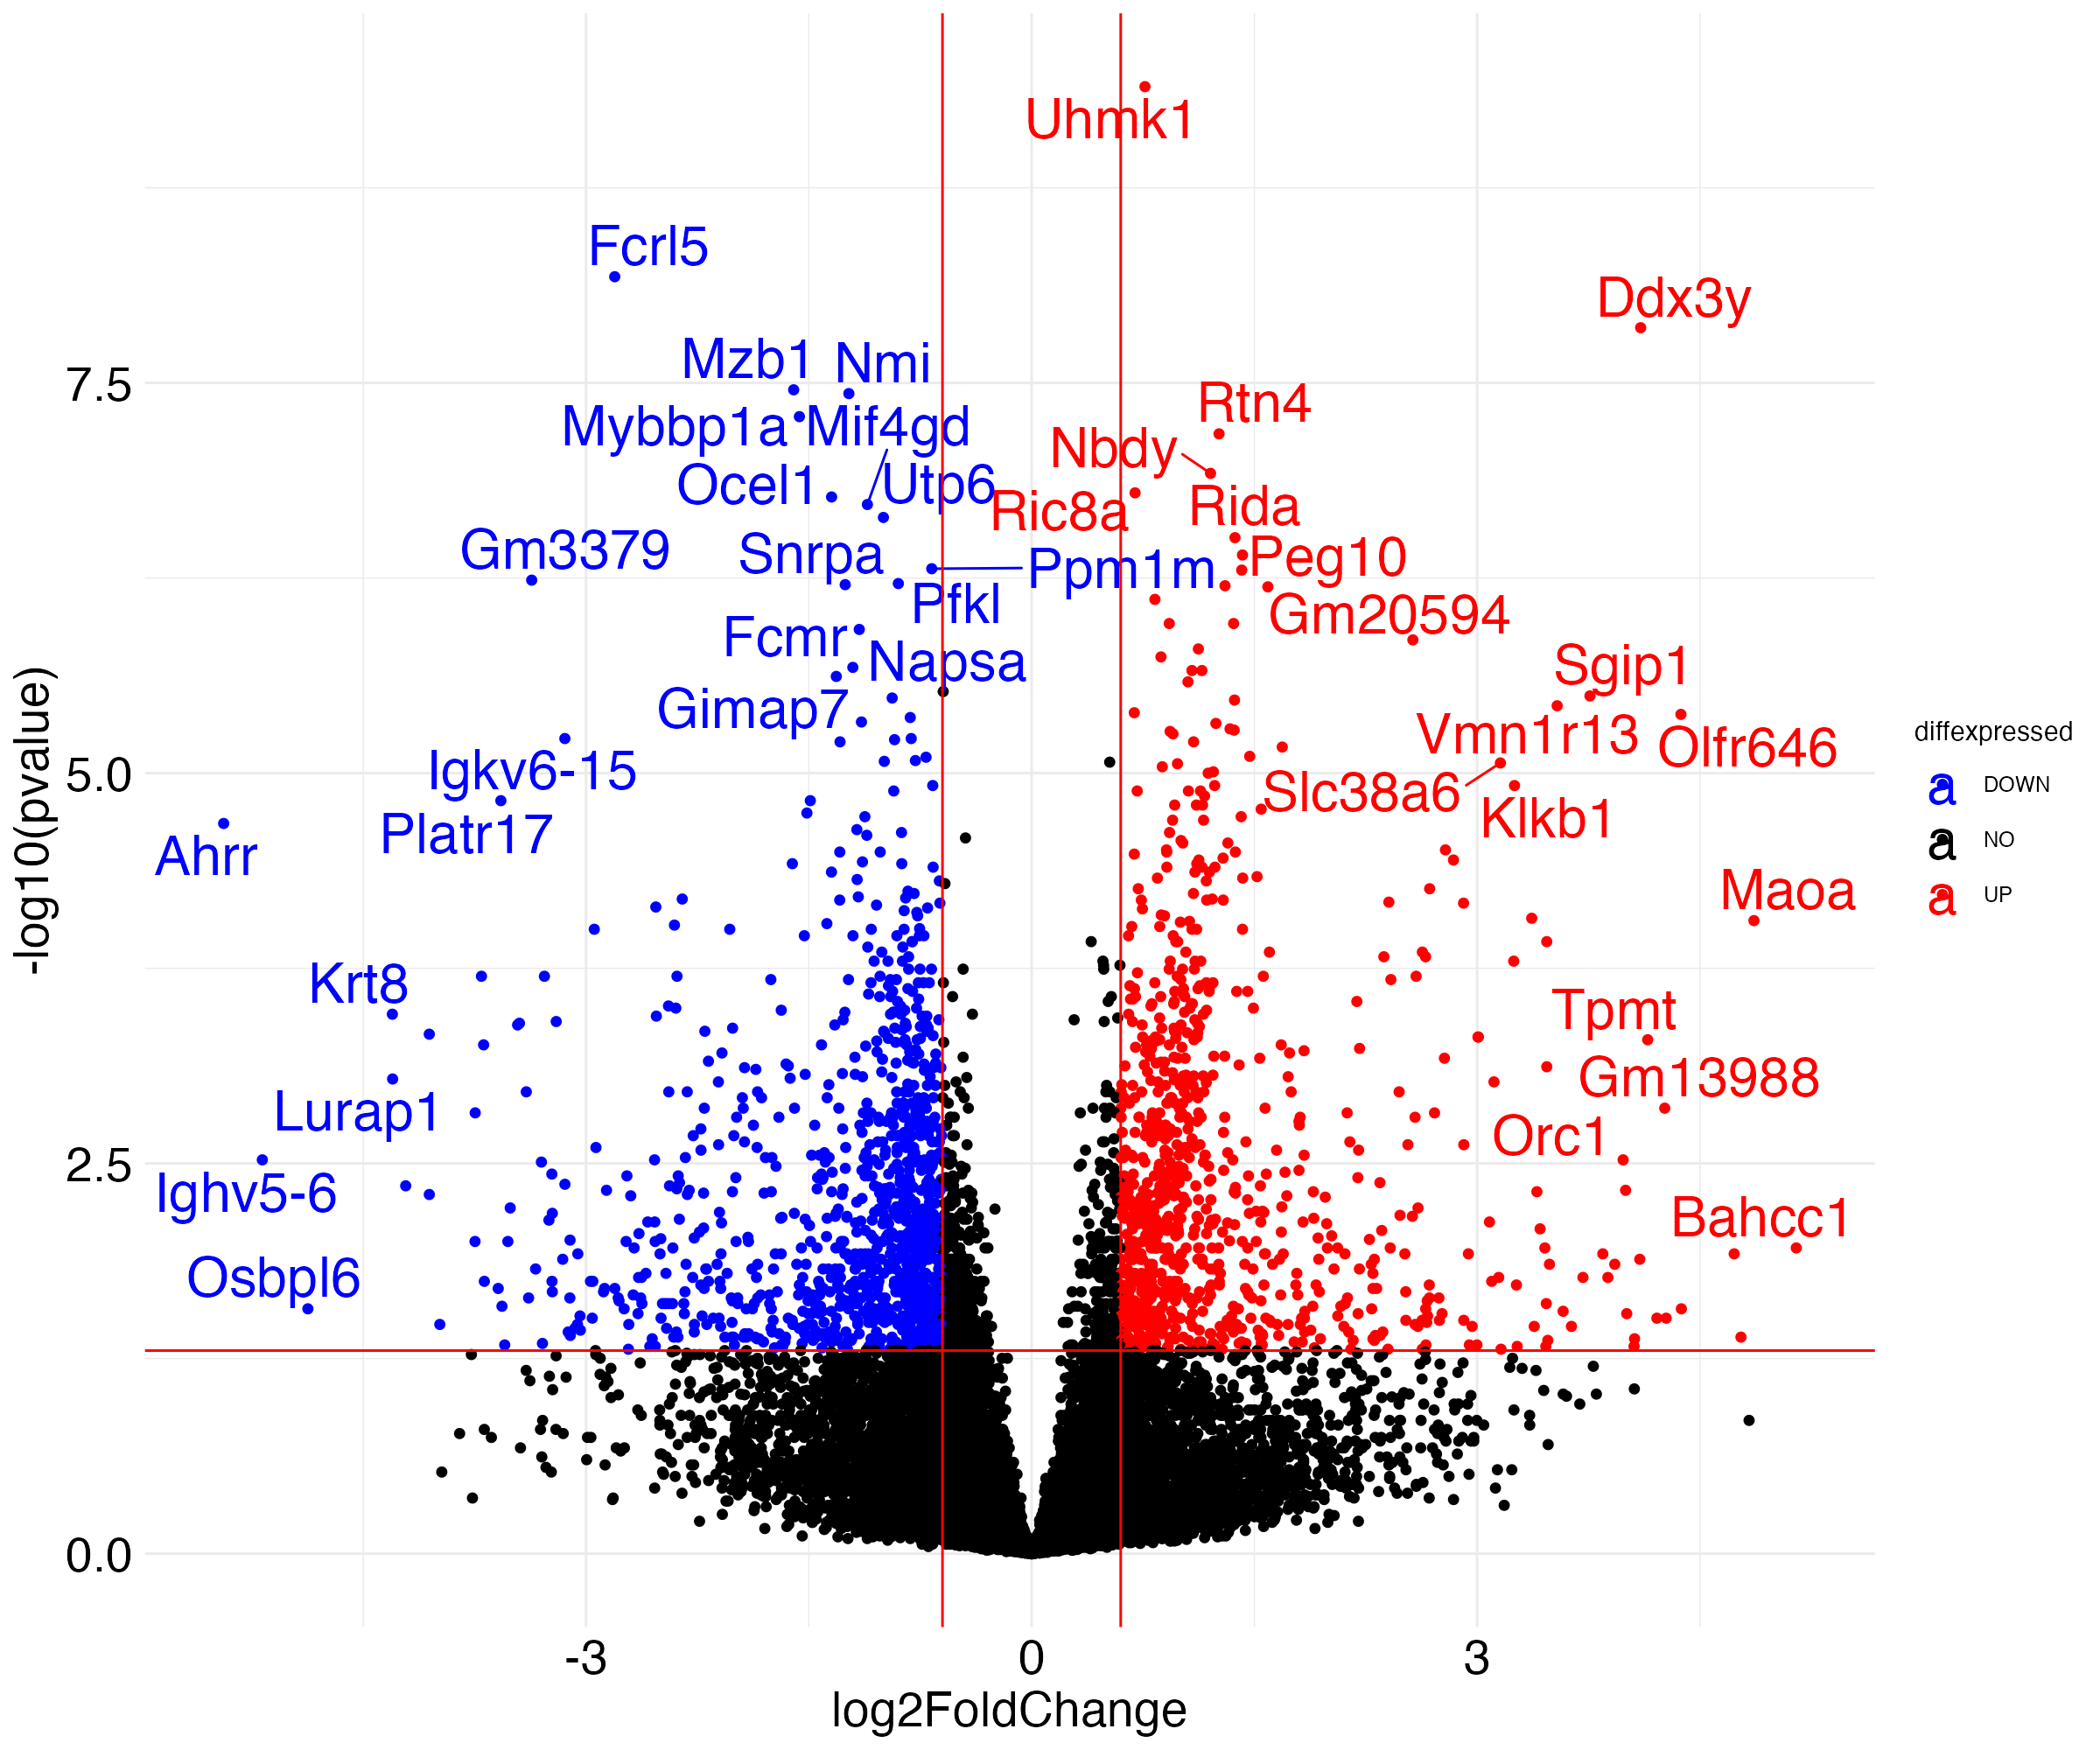 Uhmk1
Fcrl5
Ddx3y
Mzb1
Nmi
7.5
Rtn4
Mybbp1a
Mif4gd
Nbdy
Ocel1
Utp6
Ric8a
Rida
Gm3379
Snrpa
Ppm1m
Peg10
Pfkl
Gm20594
Fcmr
Napsa
Sgip1
Gimap7
Vmn1r13
Olfr646
diffexpressed
a DOWN
a NO
a UP
-log10(pvalue)
5.0
Igkv6-15
Slc38a6
Klkb1
Platr17
Ahrr
Maoa
Krt8
Tpmt
Gm13988
Lurap1
Orc1
2.5
Ighv5-6
Bahcc1
Osbpl6
0.0
-3
0
3
log2FoldChange